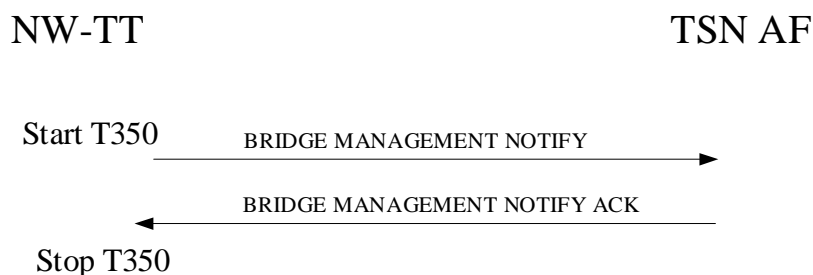 NW-TT TSN AF
Start T350 BRIDGE MANAGEMENT NOTIFY
BRIDGE MANAGEMENT NOTIFY ACK
Stop T350